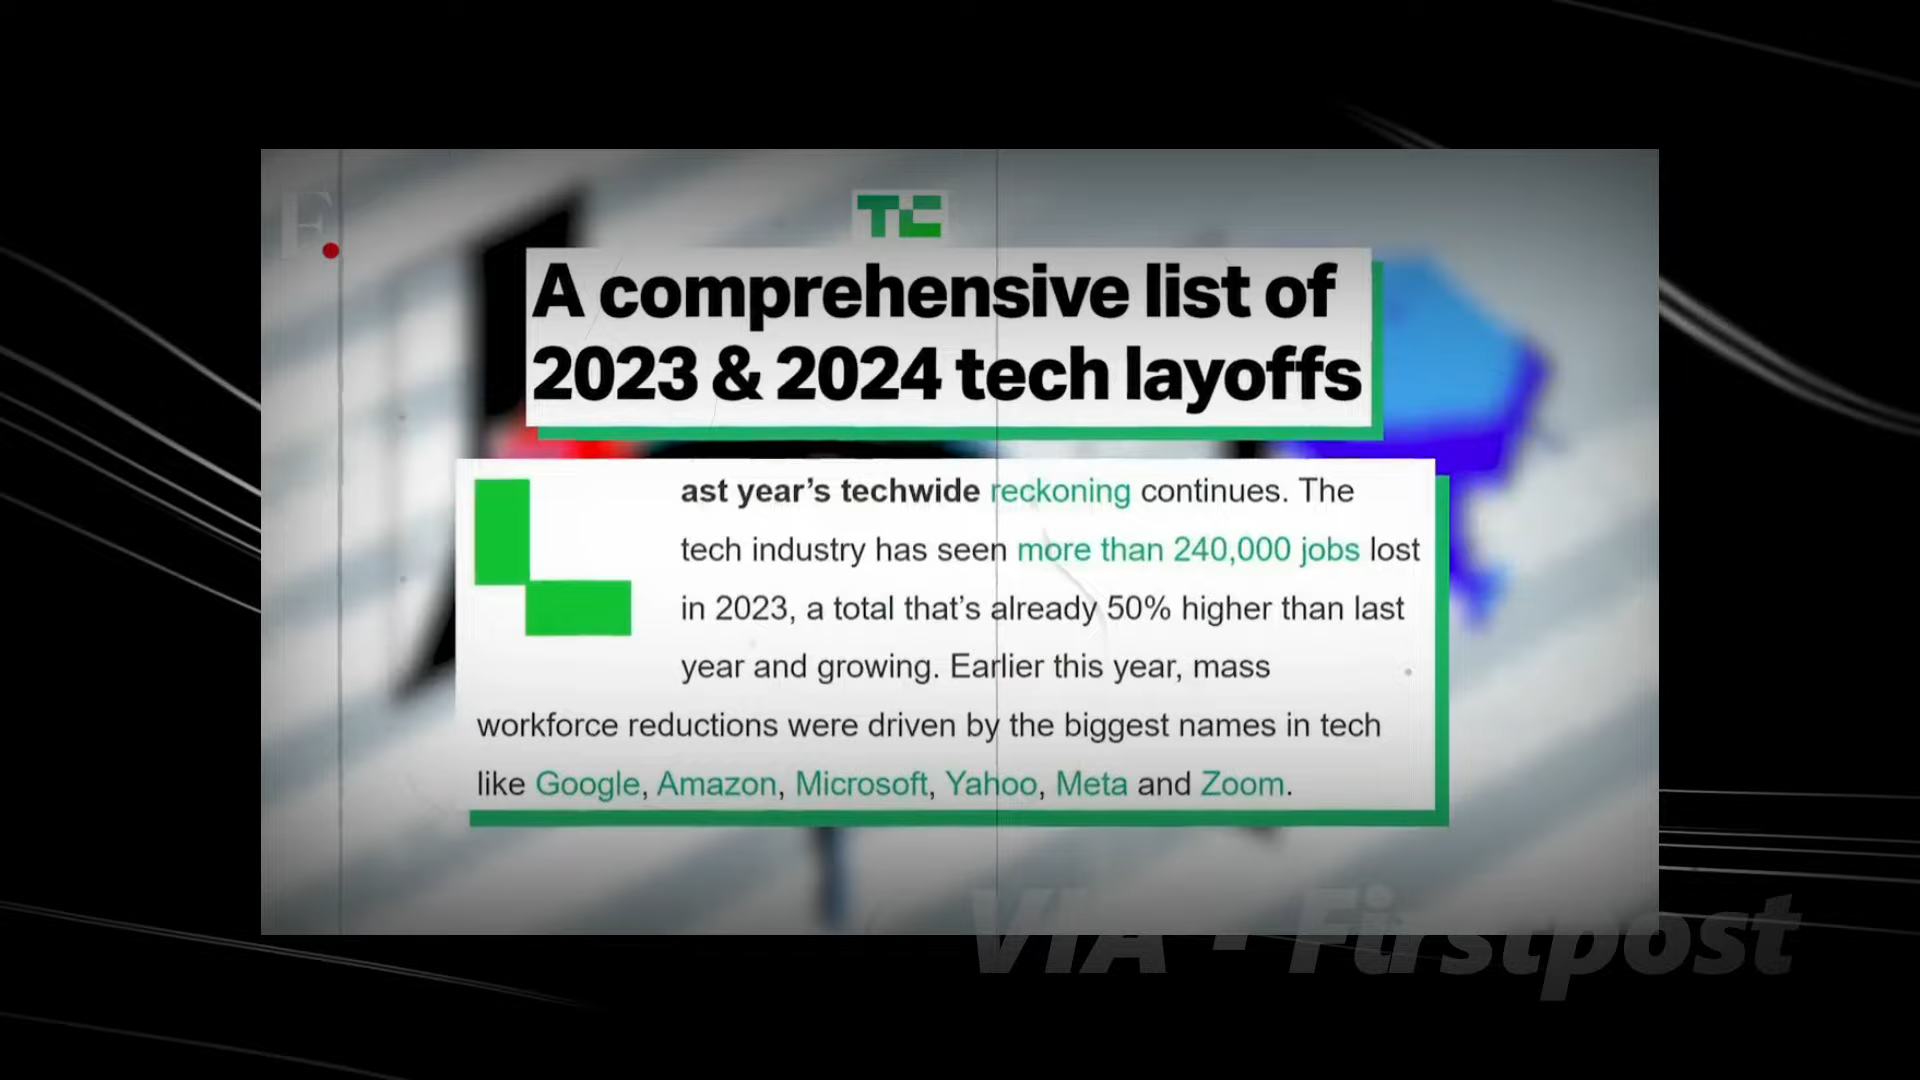 F
TC
A comprehensive list of
2023 & 2024 tech layoffs
Last year’s techwide reckoning continues. The
tech industry has seen more than 240,000 jobs lost
in 2023, a total that’s already 50% higher than last
year and growing. Earlier this year, mass
workforce reductions were driven by the biggest names in tech
like Google, Amazon, Microsoft, Yahoo, Meta and Zoom.
VIA - Firstpost